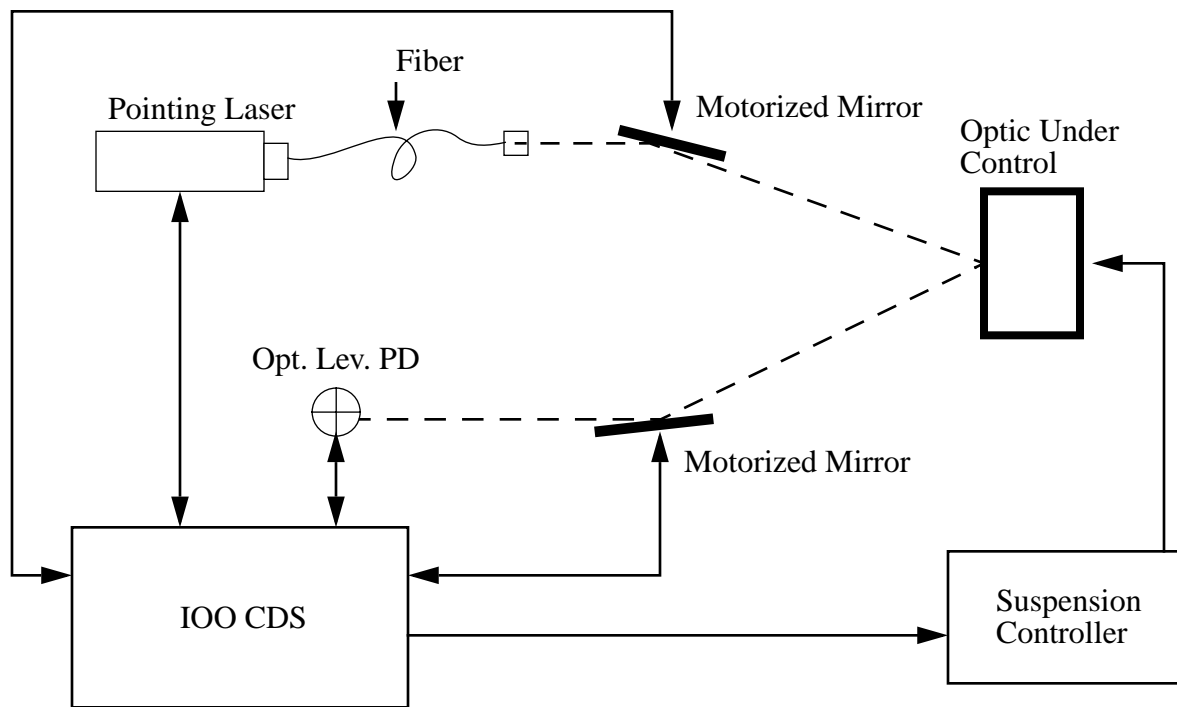 Fiber
Pointing Laser
Motorized Mirror
Optic Under
Control
Opt. Lev. PD
Motorized Mirror
IOO CDS
Suspension
Controller